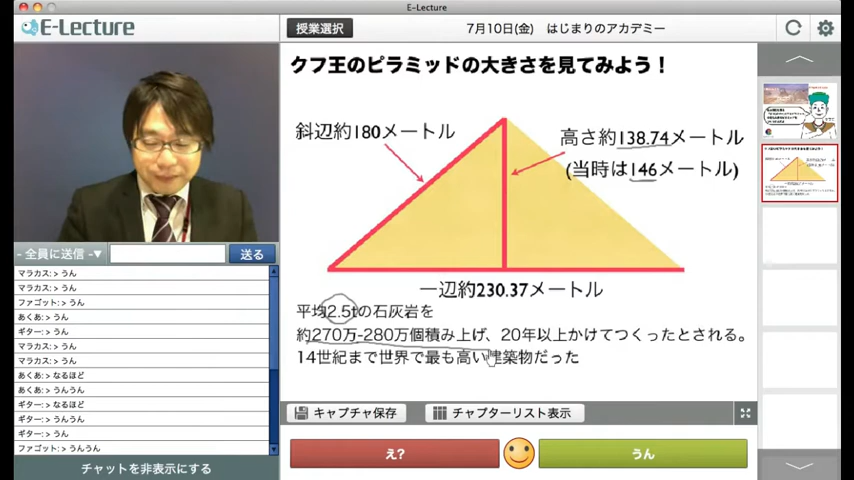 E-Lecture
E-Lecture
授業選択
7月10日(金) はじまりのアカデミー
クフ王のピラミッドの大きさを見てみよう！
斜辺約180メートル
高さ約138.74メートル
(当時は146メートル)
一辺約230.37メートル
平均2.5tの石灰岩を
約270万-280万個積み上げ、20年以上かけてつくったとされる。
14世紀まで世界で最も高い建築物だった
- 全員に送信 -▼
送る
マラカス: > うん
マラカス: > うん
ファゴット: > うん
あくあ: > うん
ギター: > うん
あくあ: > なるほど
あくあ: > うんうん
ギター: > なるほど
ギター: > うんうん
ギター: > うん
ファゴット: > うんうん
チャットを非表示にする
キャプチャ保存
チャプターリスト表示
え?
うん